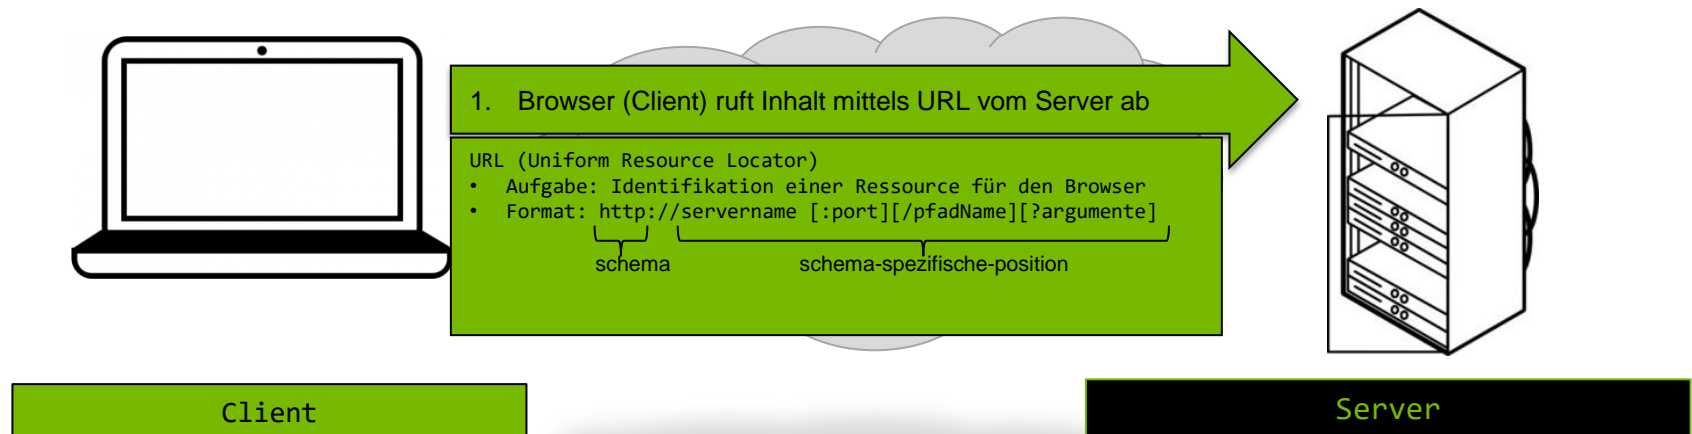 1. Browser (Client) ruft Inhalt mittels URL vom Server ab
URL (Uniform Resource Locator)
• Aufgabe: Identifikation einer Ressource für den Browser
• Format: http://servername [:port][/pfadName][?argumente]
schema schema-spezifische-position
Client
Server